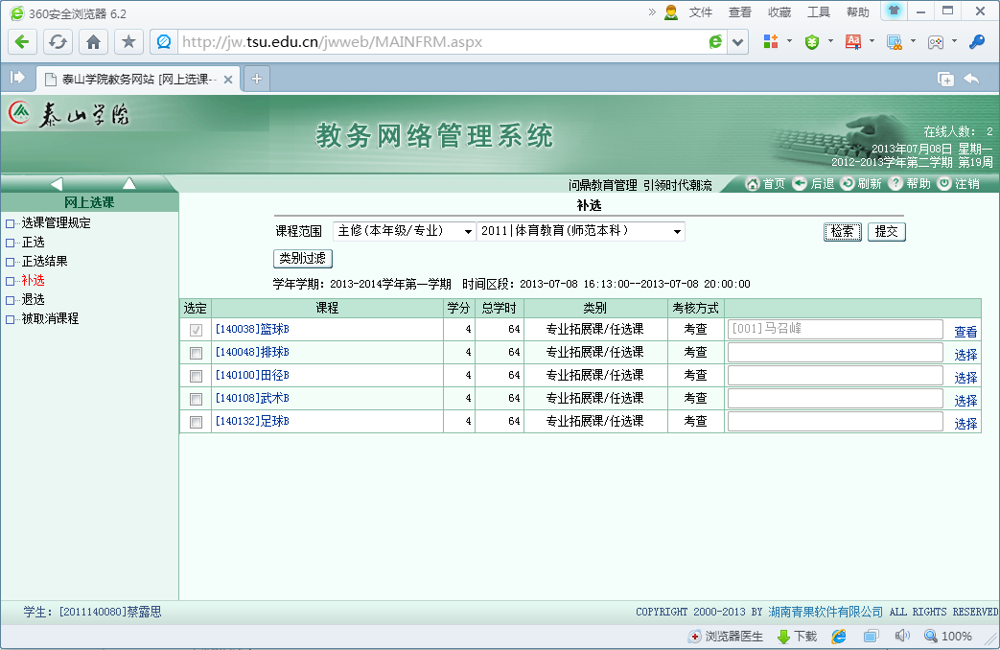 360安全浏览器 6.2
» 文件 查看 收藏 工具 帮助
http://jw.tsu.edu.cn/jwweb/MAINFRM.aspx
泰山学院教务网站 [网上选课--
泰山学院
教务网络管理系统
在线人数： 2
2013年07月08日 星期一
2012-2013学年第二学期 第19周
问鼎教育管理 引领时代潮流 首页 后退 刷新 帮助 注销
网上选课
选课管理规定
正选
正选结果
补选
退选
被取消课程
补选
课程范围 主修(本年级/专业) 2011|体育教育(师范本科) 检索 提交
类别过滤
学年学期：2013-2014学年第一学期 时间区段：2013-07-08 16:13:00--2013-07-08 20:00:00
选定 课程 学分 总学时 类别 考核方式
[140038]篮球B 4 64 专业拓展课/任选课 考查 [001]马召峰 查看
[140048]排球B 4 64 专业拓展课/任选课 考查 选择
[140100]田径B 4 64 专业拓展课/任选课 考查 选择
[140108]武术B 4 64 专业拓展课/任选课 考查 选择
[140132]足球B 4 64 专业拓展课/任选课 考查 选择
学生：[2011140080]蔡露思 COPYRIGHT 2000-2013 BY 湖南青果软件有限公司 ALL RIGHTS RESERVED
浏览器医生 下载 100%